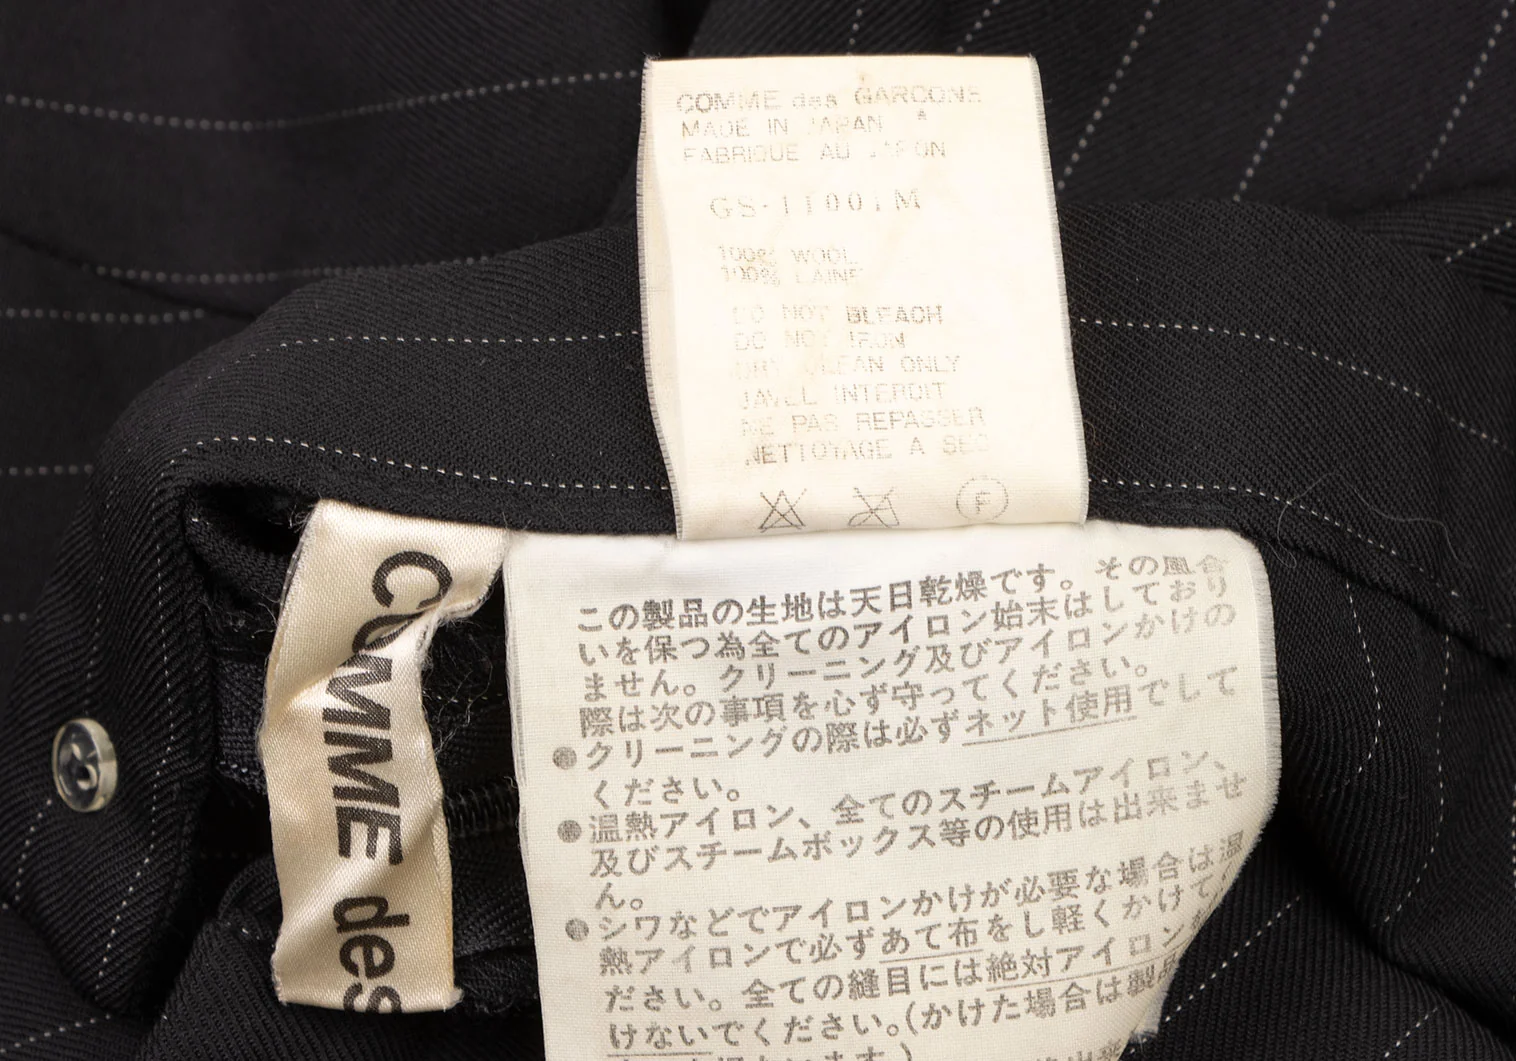 COMME des GARCONS
MADE IN JAPAN
FABRIQUE AU JAPON
GS-11001M
100% WOOL
100% LAINE
DO NOT BLEACH
DO NOT IRON
DRY CLEAN ONLY
JAVEL INTERDIT
NE PAS REPASSER
NETTOYAGE A SEC
F
COMME des
この製品の生地は天日乾燥です。その風合
いを保つ為全てのアイロン始末はしており
ません。クリーニング及びアイロンかけの
際は次の事項を心ず守ってください。
●クリーニングの際は必ずネット使用でして
ください。
●温熱アイロン、全てのスチームアイロン、
及びスチームボックス等の使用は出来ませ
ん。
●シワなどでアイロンかけが必要な場合は温
熱アイロンで必ずあて布をし軽くかけて
ださい。全ての縫目には絶対アイロンを
けないでください。(かけた場合は製品